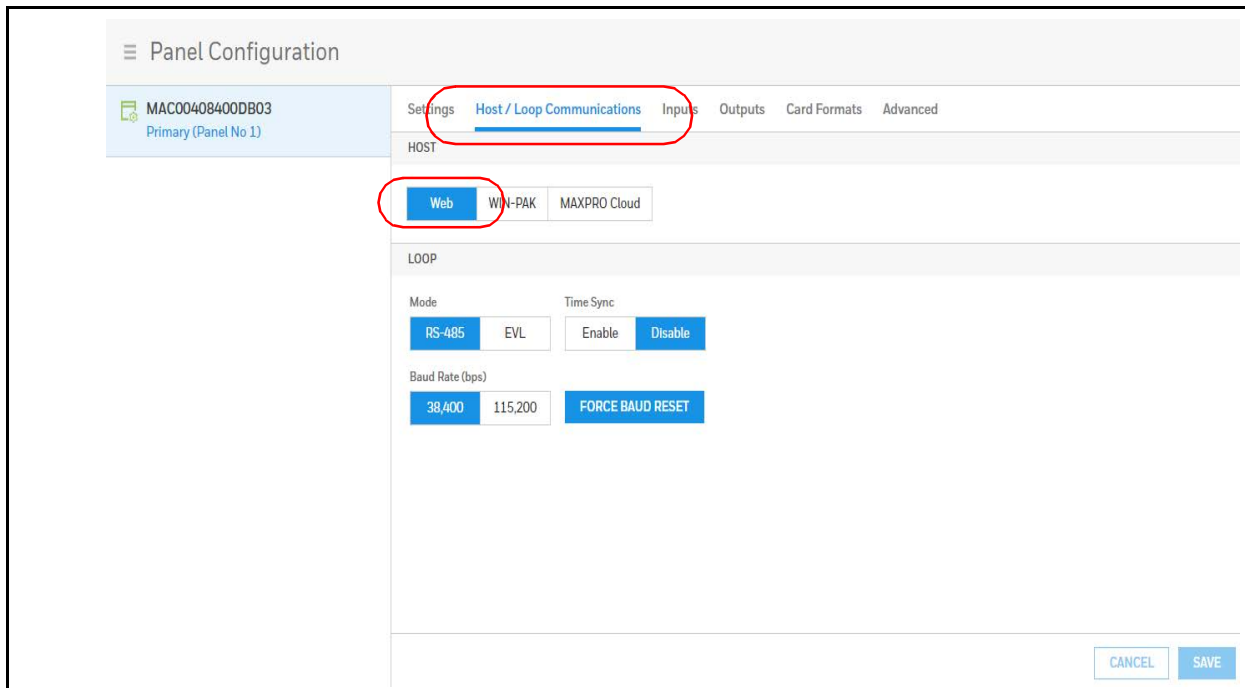 Panel Configuration
MAC00408400DB03
Primary (Panel No 1)
Settings Host / Loop Communications Inputs Outputs Card Formats Advanced
HOST
Web WIN-PAK MAXPRO Cloud
LOOP
Mode Time Sync
RS-485 EVL Enable Disable
Baud Rate (bps)
38,400 115,200 FORCE BAUD RESET
CANCEL SAVE